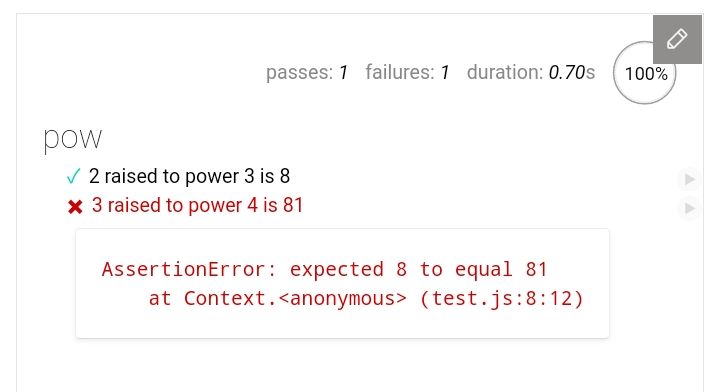 passes: 1 failures: 1 duration: 0.70s 100%
pow
✓ 2 raised to power 3 is 8
✖ 3 raised to power 4 is 81
AssertionError: expected 8 to equal 81
at Context.<anonymous> (test.js:8:12)